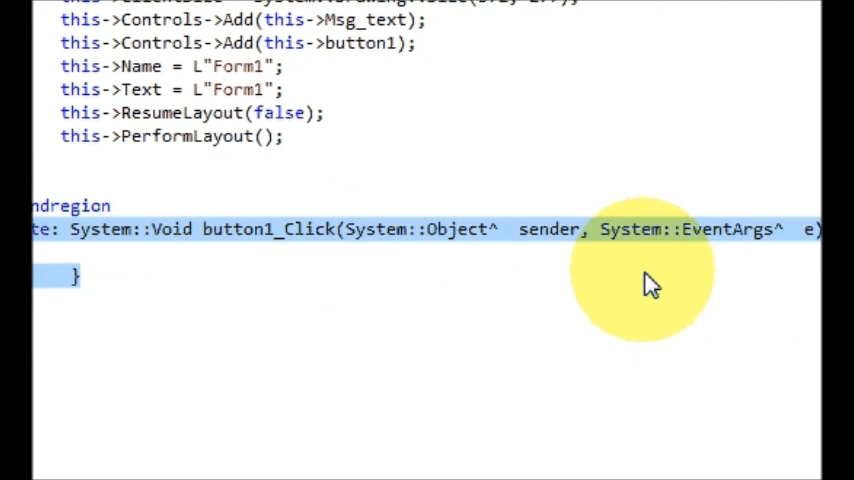 this->Controls->Add(this->Msg_text);
this->Controls->Add(this->button1);
this->Name = L"Form1";
this->Text = L"Form1";
this->ResumeLayout(false);
this->PerformLayout();
ndregion
te: System::Void button1_Click(System::Object^  sender, System::EventArgs^  e)
}